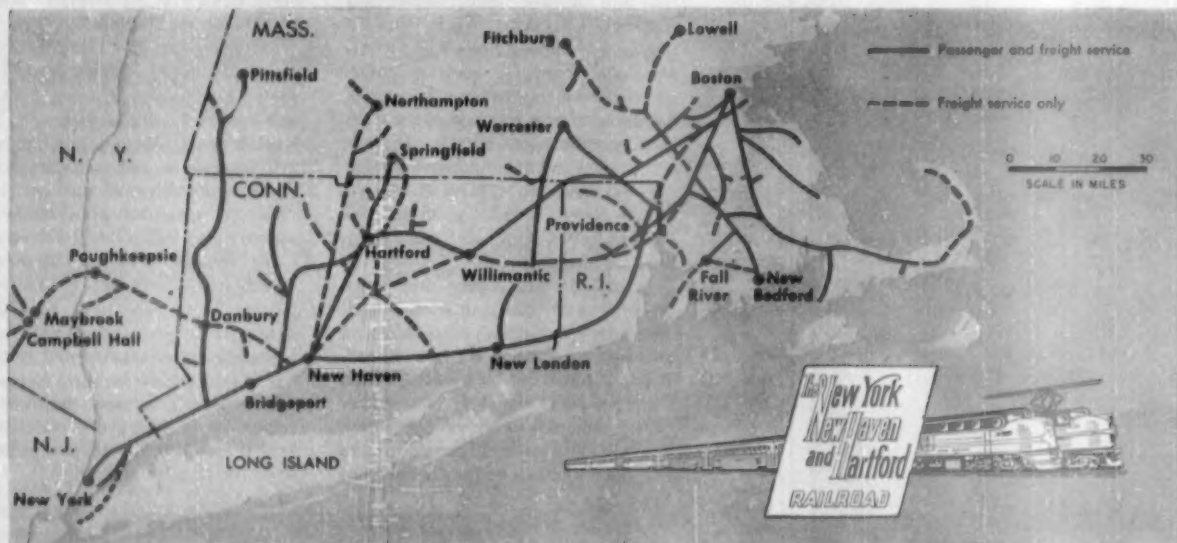 MASS.
Pittsfield
Fitchburg
Lowell
Boston
Passenger and freight service
Freight service only
0 10 20 30
SCALE IN MILES
Northampton
Worcester
Springfield
N. Y.
CONN.
Poughkeepsie
Hartford
Willimantic
Providence
R. I.
Fall
River
New
Bedford
Maybrook
Campbell Hall
Danbury
New Haven
New London
Bridgeport
N. J.
LONG ISLAND
New York
The New York
New Haven
and Hartford
RAILROAD